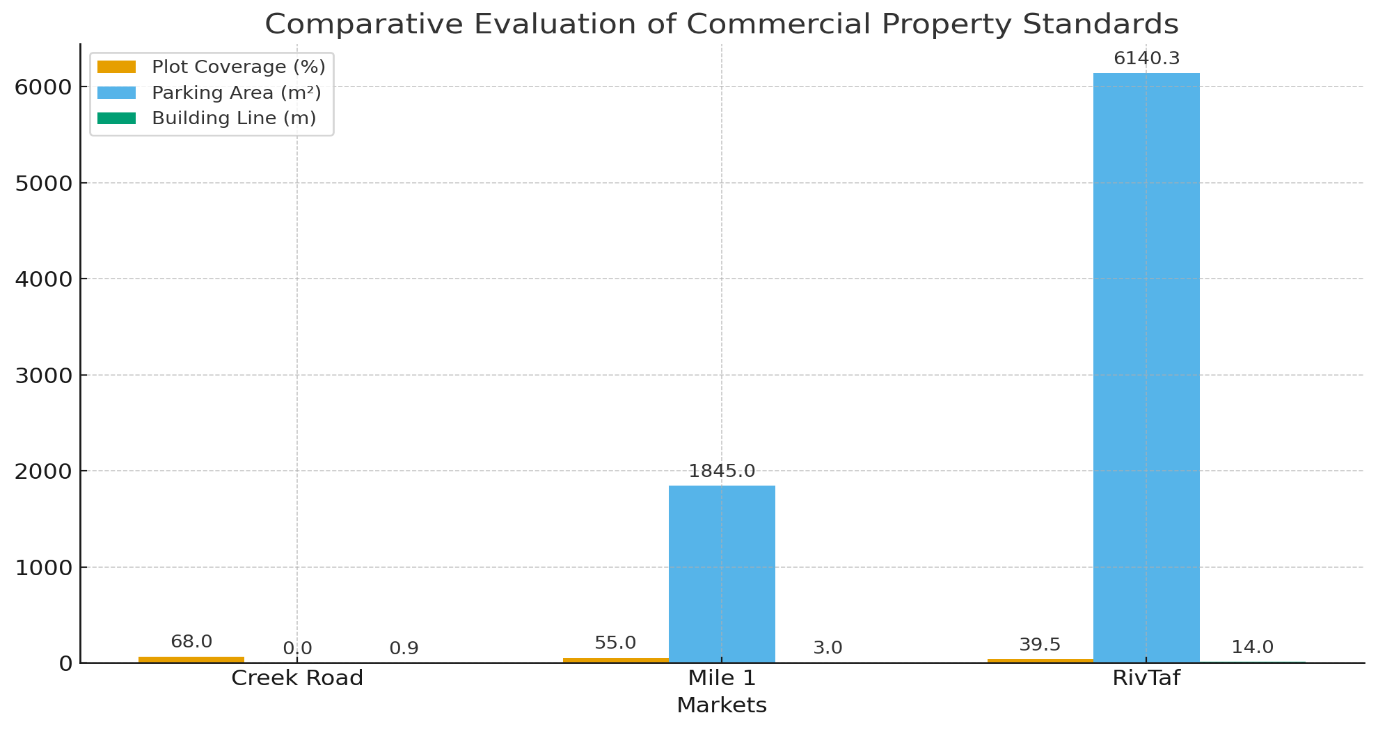 Comparative Evaluation of Commercial Property Standards
Plot Coverage (%)
Parking Area (m²)
Building Line (m)
6000
5000
4000
3000
2000
1000
0
68.0
0.0
0.9
55.0
1845.0
3.0
39.5
6140.3
14.0
Creek Road
Mile 1
RivTaf
Markets